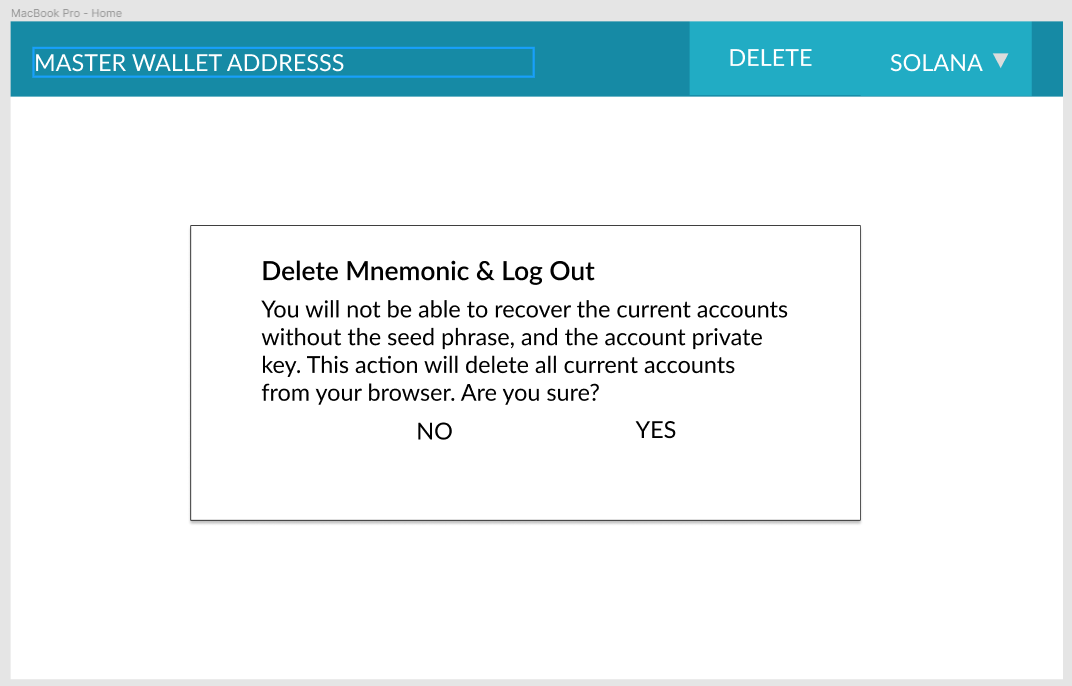 MacBook Pro - Home
MASTER WALLET ADDRESSS
DELETE
SOLANA
Delete Mnemonic & Log Out
You will not be able to recover the current accounts
without the seed phrase, and the account private
key. This action will delete all current accounts
from your browser. Are you sure?
NO
YES